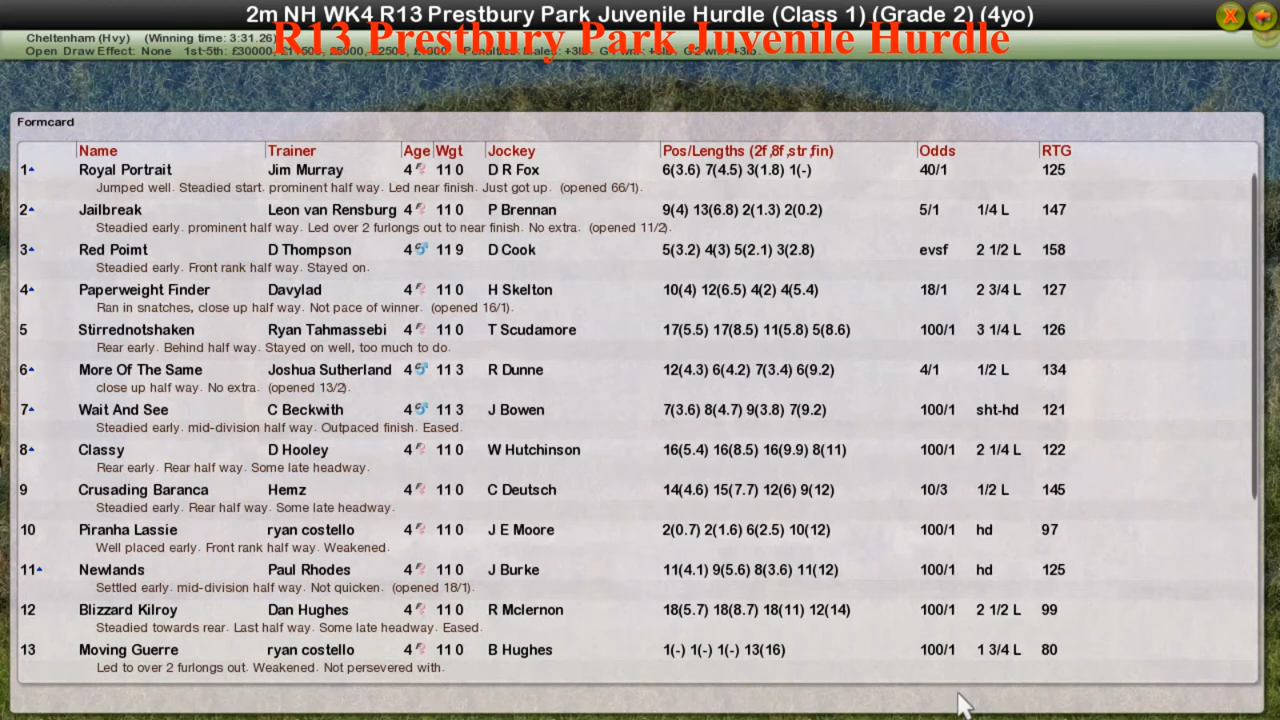 2m NH WK4 R13 Prestbury Park Juvenile Hurdle (Class 1) (Grade 2) (4yo)
R13 Prestbury Park Juvenile Hurdle
Cheltenham (Hvy) (Winning time: 3:31.26)
Open Draw Effect: None 1st-5th: £30000,
Formcard
Name Trainer Age Wgt Jockey Pos/Lengths (2f,8f,str,fin) Odds RTG
1 Royal Portrait Jim Murray 4 11 0 D R Fox 6(3.6) 7(4.5) 3(1.8) 1(-) 40/1 125
Jumped well. Steadied start. prominent half way. Led near finish. Just got up. (opened 66/1).
2 Jailbreak Leon van Rensburg 4 11 0 P Brennan 9(4) 13(6.8) 2(1.3) 2(0.2) 5/1 1/4 L 147
Steadied early. prominent half way. Led over 2 furlongs out to near finish. No extra. (opened 11/2).
3 Red Poimt D Thompson 4 11 9 D Cook 5(3.2) 4(3) 5(2.1) 3(2.8) evsf 2 1/2 L 158
Steadied early. Front rank half way. Stayed on.
4 Paperweight Finder Davylad 4 11 0 H Skelton 10(4) 12(6.5) 4(2) 4(5.4) 18/1 2 3/4 L 127
Ran in snatches, close up half way. Not pace of winner. (opened 16/1).
5 Stirrednotshaken Ryan Tahmassebi 4 11 0 T Scudamore 17(5.5) 17(8.5) 11(5.8) 5(8.6) 100/1 3 1/4 L 126
Rear early. Behind half way. Stayed on well, too much to do.
6 More Of The Same Joshua Sutherland 4 11 3 R Dunne 12(4.3) 6(4.2) 7(3.4) 6(9.2) 4/1 1/2 L 134
close up half way. No extra. (opened 13/2).
7 Wait And See C Beckwith 4 11 3 J Bowen 7(3.6) 8(4.7) 9(3.8) 7(9.2) 100/1 sht-hd 121
Steadied early. mid-division half way. Outpaced finish. Eased.
8 Classy D Hooley 4 11 0 W Hutchinson 16(5.4) 16(8.5) 16(9.9) 8(11) 100/1 2 1/4 L 122
Rear early. Rear half way. Some late headway.
9 Crusading Baranca Hemz 4 11 0 C Deutsch 14(4.6) 15(7.7) 12(6) 9(12) 10/3 1/2 L 145
Steadied early. Rear half way. Some late headway.
10 Piranha Lassie ryan costello 4 11 0 J E Moore 2(0.7) 2(1.6) 6(2.5) 10(12) 100/1 hd 97
Well placed early. Front rank half way. Weakened.
11 Newlands Paul Rhodes 4 11 0 J Burke 11(4.1) 9(5.6) 8(3.6) 11(12) 100/1 hd 125
Settled early. mid-division half way. Not quicken. (opened 18/1).
12 Blizzard Kilroy Dan Hughes 4 11 0 R Mclernon 18(5.7) 18(8.7) 18(11) 12(14) 100/1 2 1/2 L 99
Steadied towards rear. Last half way. Some late headway. Eased.
13 Moving Guerre ryan costello 4 11 0 B Hughes 1(-) 1(-) 1(-) 13(16) 100/1 1 3/4 L 80
Led to over 2 furlongs out. Weakened. Not persevered with.